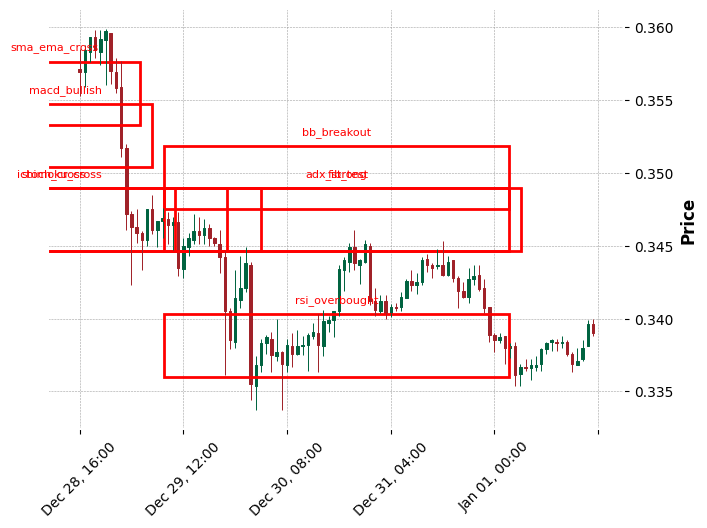 0.360
sma_ema_cross
0.355
macd_bullish
bb_breakout
0.350
0.345
rsi_overbought
0.340
0.335
Price
Dec 28, 16:00
Dec 29, 12:00
Dec 30, 08:00
Dec 31, 04:00
Jan 01, 00:00